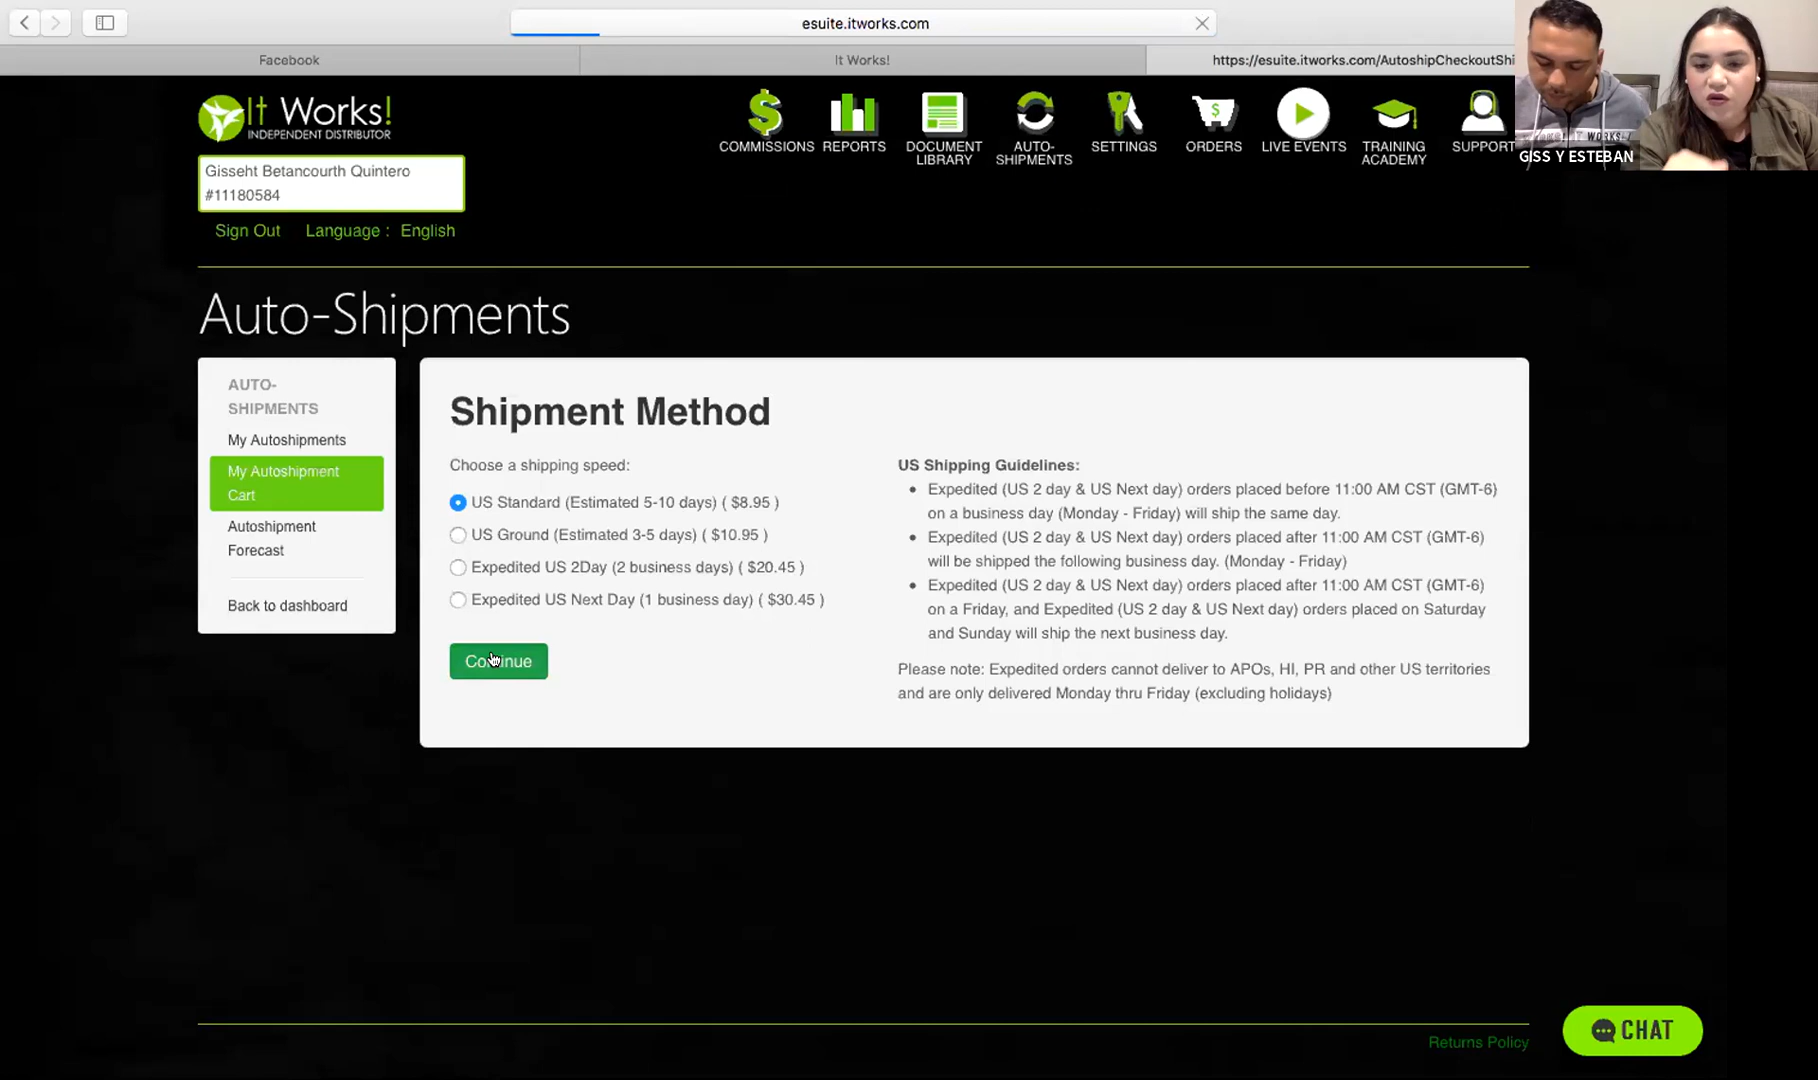 esuite.itworks.com
Facebook
It Works!
https://esuite.itworks.com/AutoshipCheckoutShi
It Works!
INDEPENDENT DISTRIBUTOR
COMMISSIONS
REPORTS
DOCUMENT
LIBRARY
AUTO-
SHIPMENTS
SETTINGS
ORDERS
LIVE EVENTS
TRAINING
ACADEMY
SUPPORT
GISS Y ESTEBAN
Gisseht Betancourth Quintero
#11180584
Sign Out
Language : English
Auto-Shipments
AUTO-
SHIPMENTS
My Autoshipments
My Autoshipment
Cart
Autoshipment
Forecast
Back to dashboard
Shipment Method
Choose a shipping speed:
US Standard (Estimated 5-10 days) ( $8.95 )
US Ground (Estimated 3-5 days) ( $10.95 )
Expedited US 2Day (2 business days) ( $20.45 )
Expedited US Next Day (1 business day) ( $30.45 )
Continue
US Shipping Guidelines:
Expedited (US 2 day & US Next day) orders placed before 11:00 AM CST (GMT-6)
on a business day (Monday - Friday) will ship the same day.
Expedited (US 2 day & US Next day) orders placed after 11:00 AM CST (GMT-6)
will be shipped the following business day. (Monday - Friday)
Expedited (US 2 day & US Next day) orders placed after 11:00 AM CST (GMT-6)
on a Friday, and Expedited (US 2 day & US Next day) orders placed on Saturday
and Sunday will ship the next business day.
Please note: Expedited orders cannot deliver to APOs, HI, PR and other US territories
and are only delivered Monday thru Friday (excluding holidays)
CHAT
Returns Policy